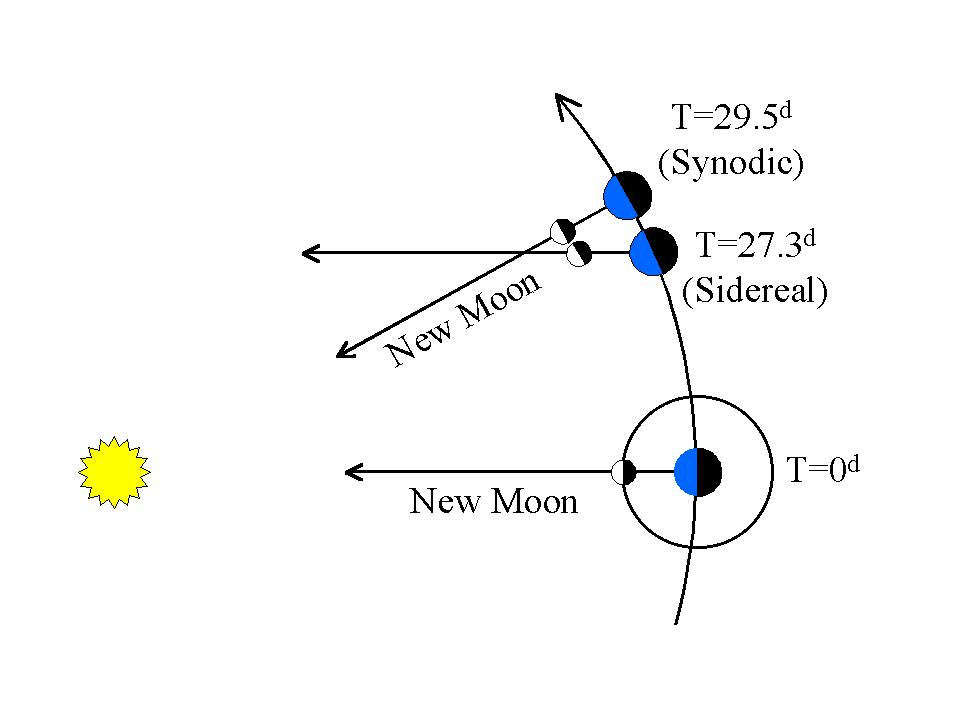 T=29.5ᵈ
(Synodic)
T=27.3ᵈ
(Sidereal)
New Moon
T=0ᵈ
New Moon